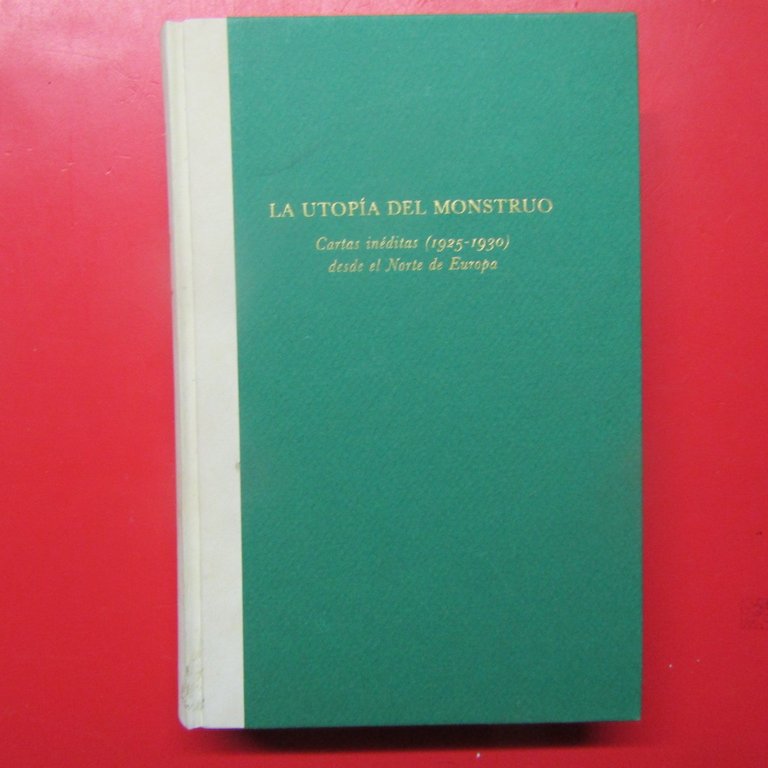 LA UTOPÍA DEL MONSTRUO
Cartas inéditas (1925-1930)
desde el Norte de Europa